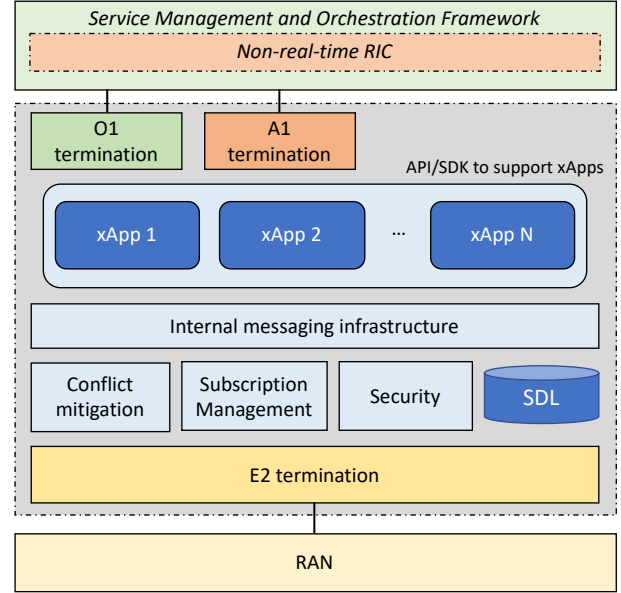 Service Management and Orchestration Framework
Non-real-time RIC
O1
termination
A1
termination
API/SDK to support xApps
xApp 1
xApp 2
...
xApp N
Internal messaging infrastructure
Conflict
mitigation
Subscription
Management
Security
SDL
E2 termination
RAN